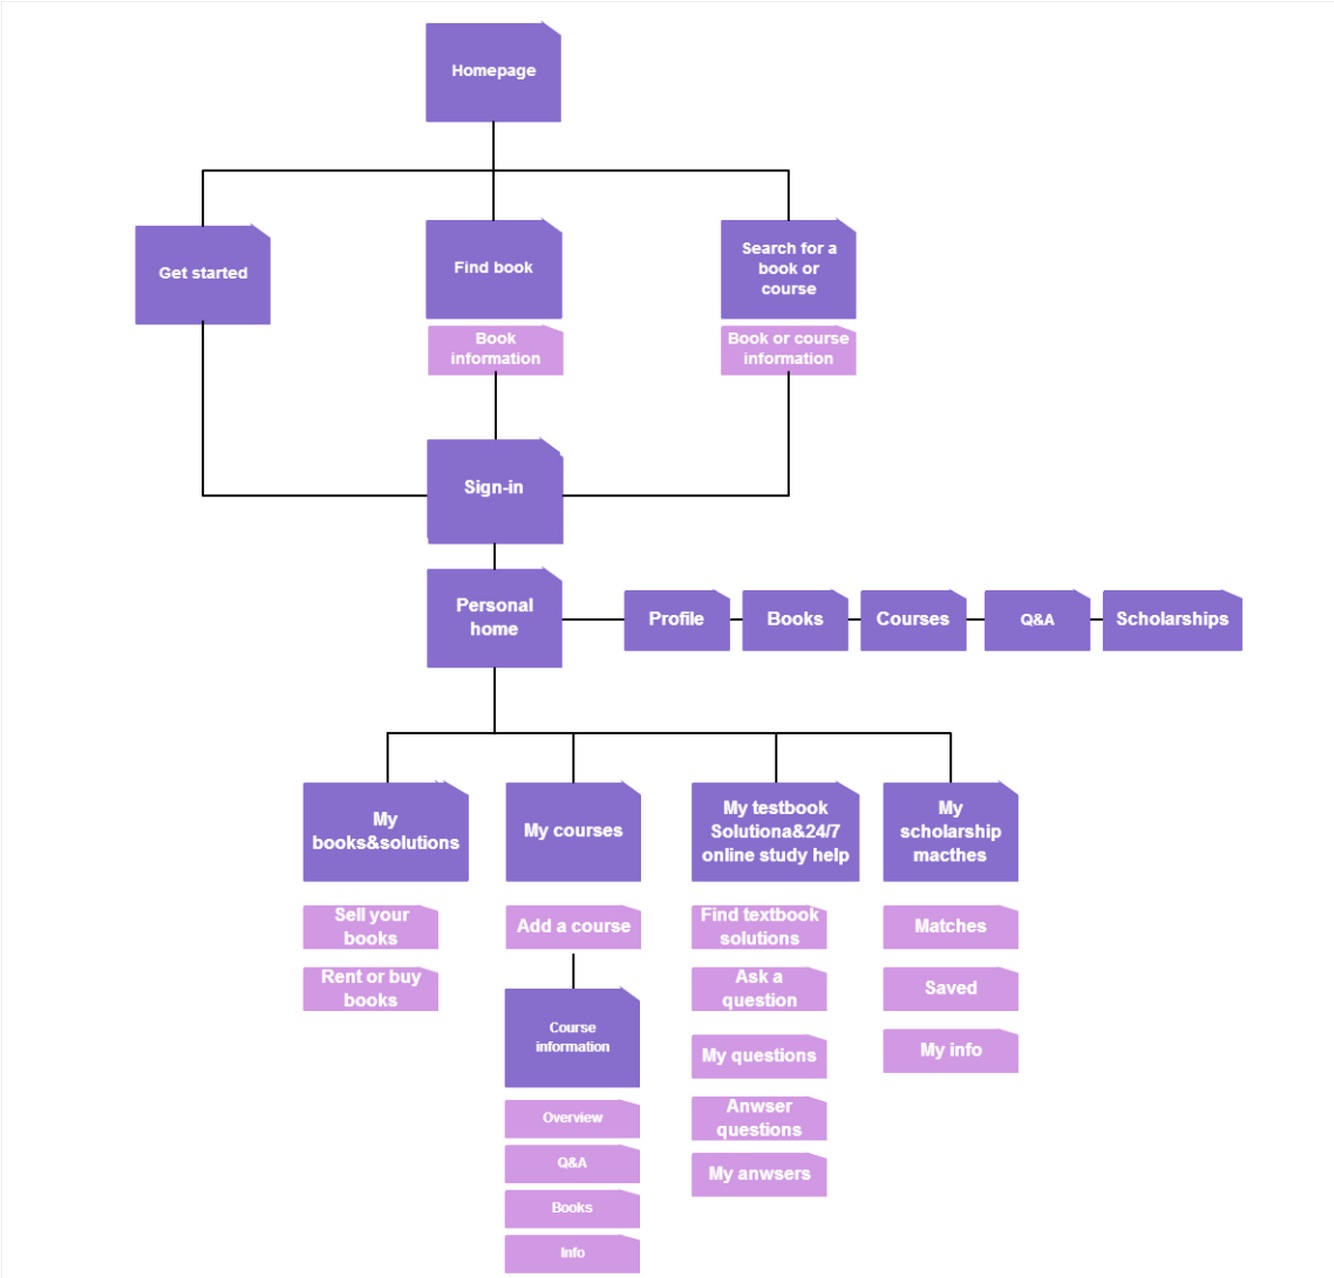 Homepage
Get started
Find book
Search for a
book or
course
Book
information
Book or course
information
Sign-in
Personal
home
Profile
Books
Courses
Q&A
Scholarships
My
books&solutions
My courses
My testbook
Solutiona&24/7
online study help
My
scholarship
macthes
Sell your
books
Rent or buy
books
Add a course
Course
information
Overview
Q&A
Books
Info
Find textbook
solutions
Ask a
question
My questions
Anwser
questions
My anwsers
Matches
Saved
My info